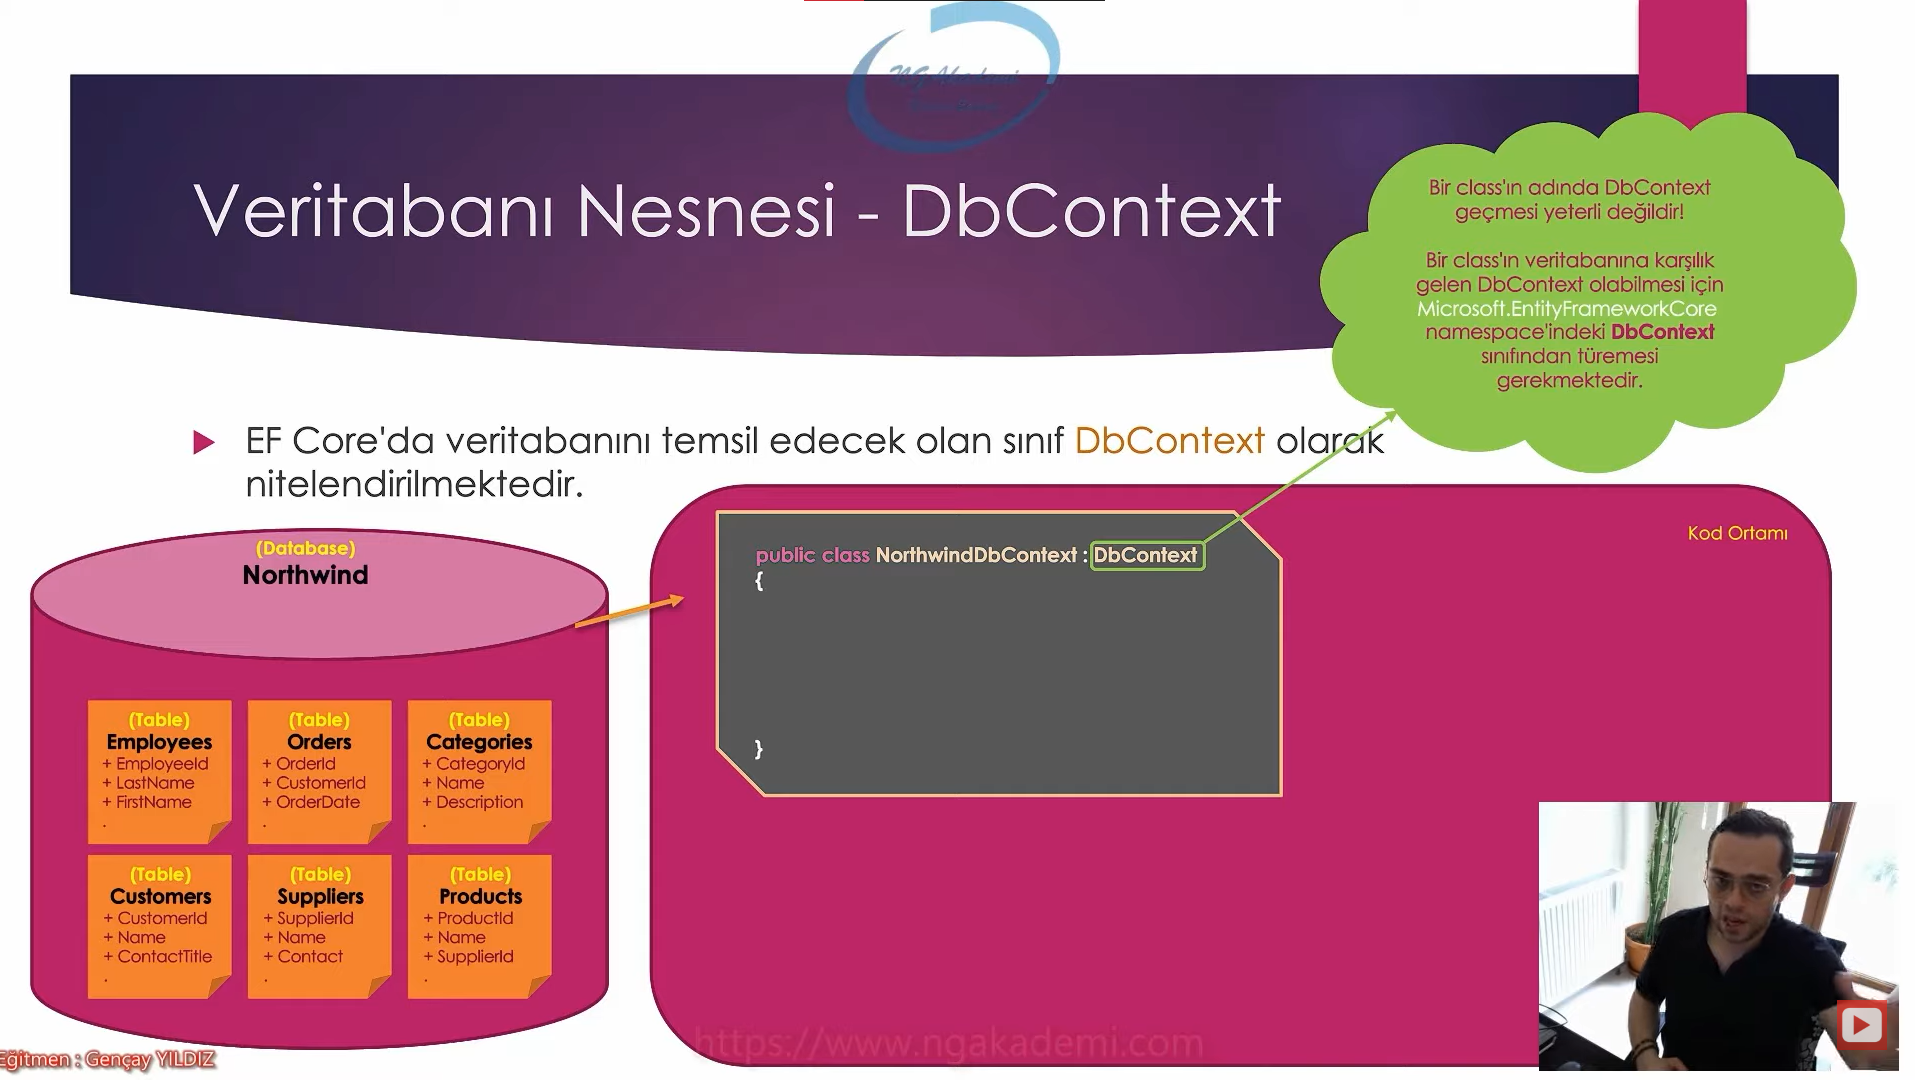 NG Akademi
Veritabanı Nesnesi - DbContext
Bir class'ın adında DbContext
geçmesi yeterli değildir!
Bir class'ın veritabanına karşılık
gelen DbContext olabilmesi için
Microsoft.EntityFrameworkCore
namespace'indeki DbContext
sınıfından türemesi
gerekmektedir.
EF Core'da veritabanını temsil edecek olan sınıf DbContext olarak
nitelendirilmektedir.
(Database)
Northwind
(Table)
Employees
+ EmployeeId
+ LastName
+ FirstName
.
(Table)
Orders
+ OrderId
+ CustomerId
+ OrderDate
.
(Table)
Categories
+ CategoryId
+ Name
+ Description
.
(Table)
Customers
+ CustomerId
+ Name
+ ContactTitle
.
(Table)
Suppliers
+ SupplierId
+ Name
+ Contact
.
(Table)
Products
+ ProductId
+ Name
+ SupplierId
.
Kod Ortamı
public class NorthwindDbContext : DbContext
{
}
https://www.ngakademi.com
Eğitmen : Gençay YILDIZ